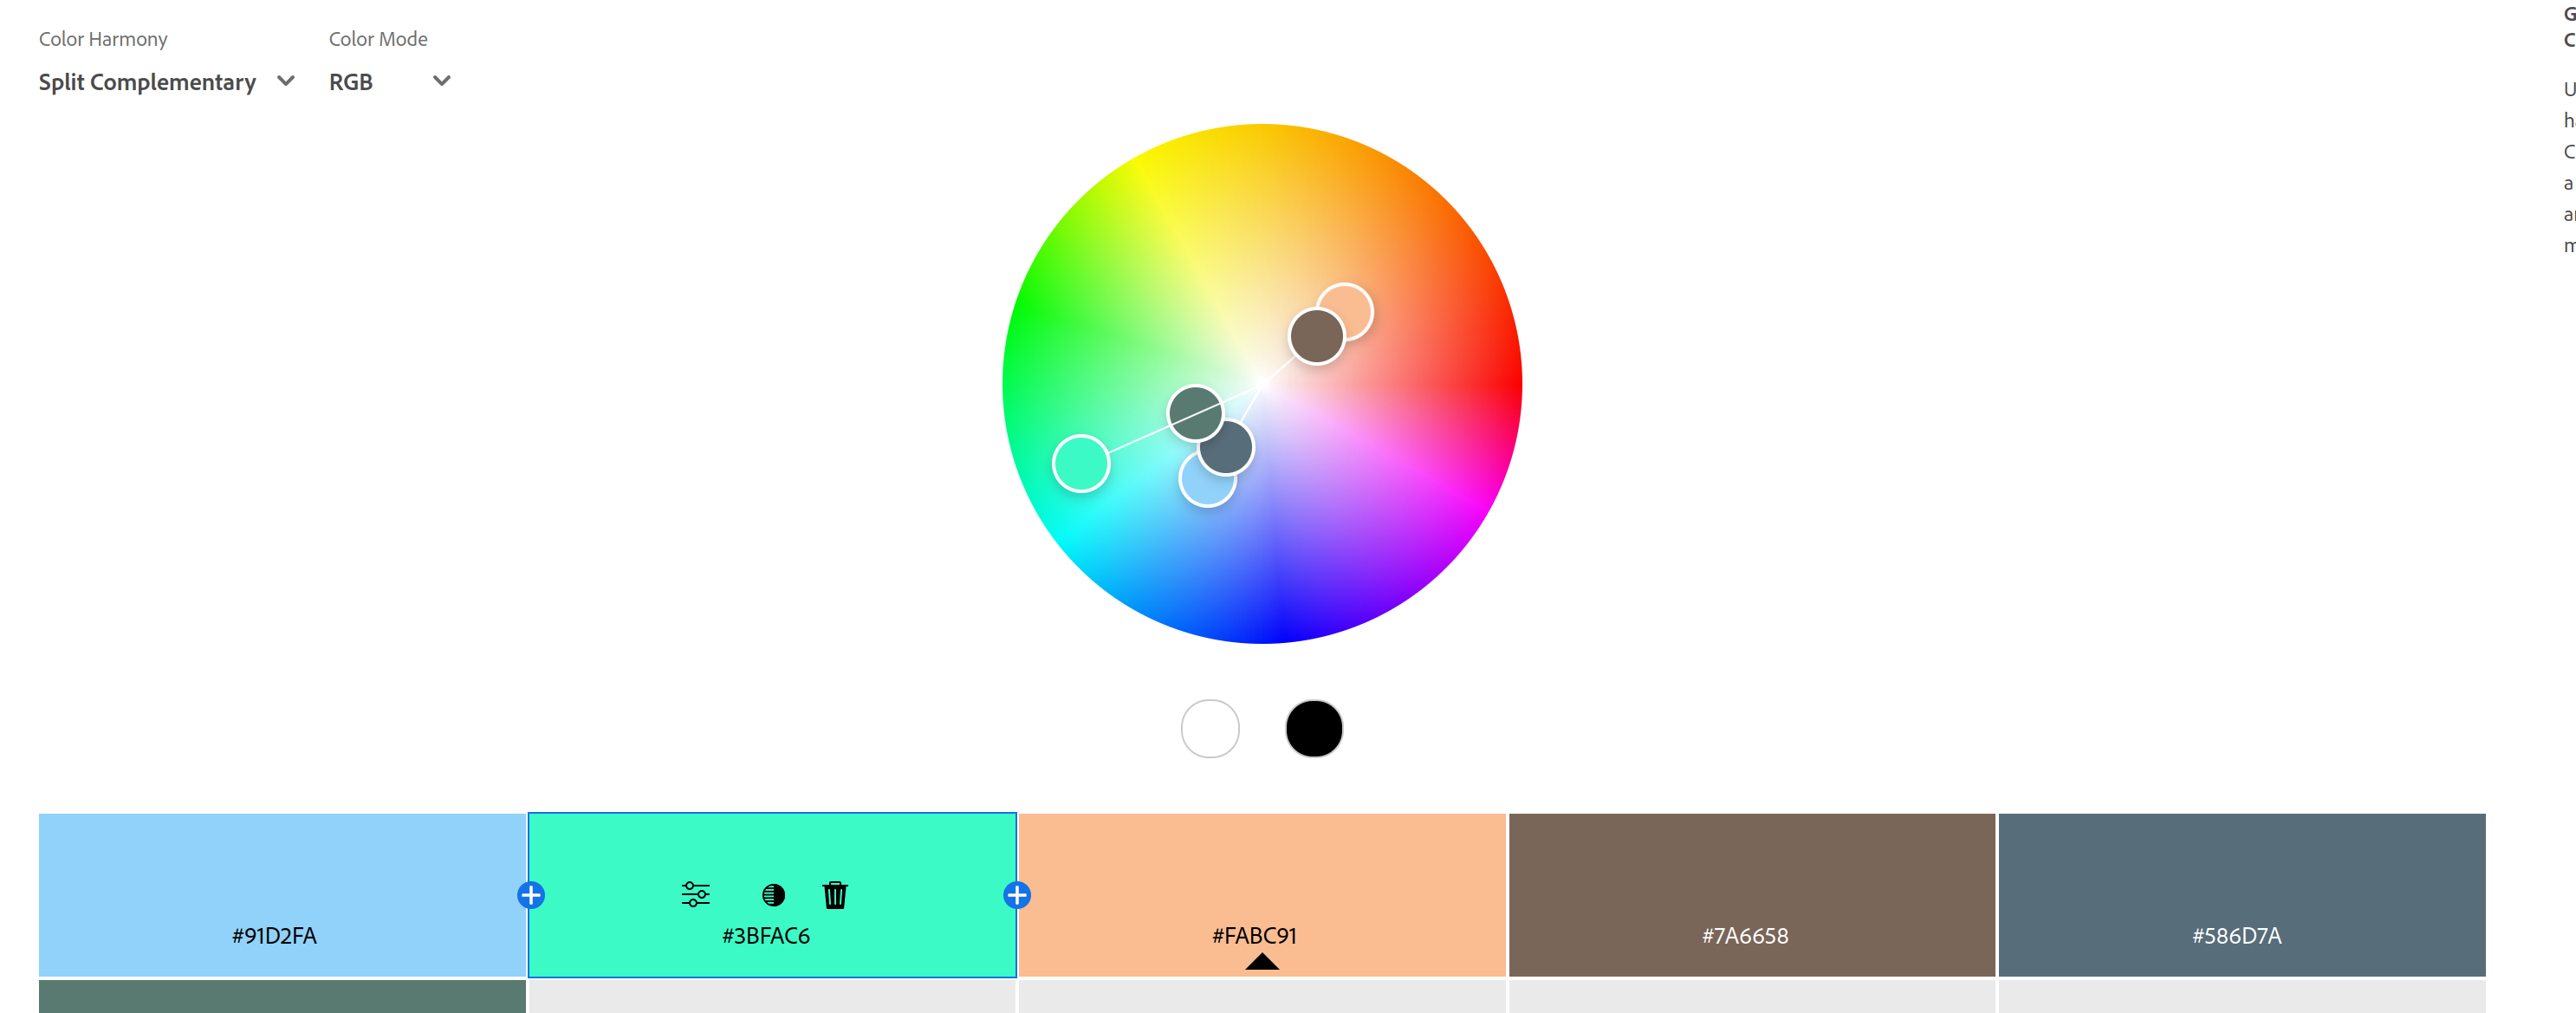 Color Harmony
Color Mode
Split Complementary
RGB
#91D2FA
#3BFAC6
#FABC91
#7A6658
#586D7A